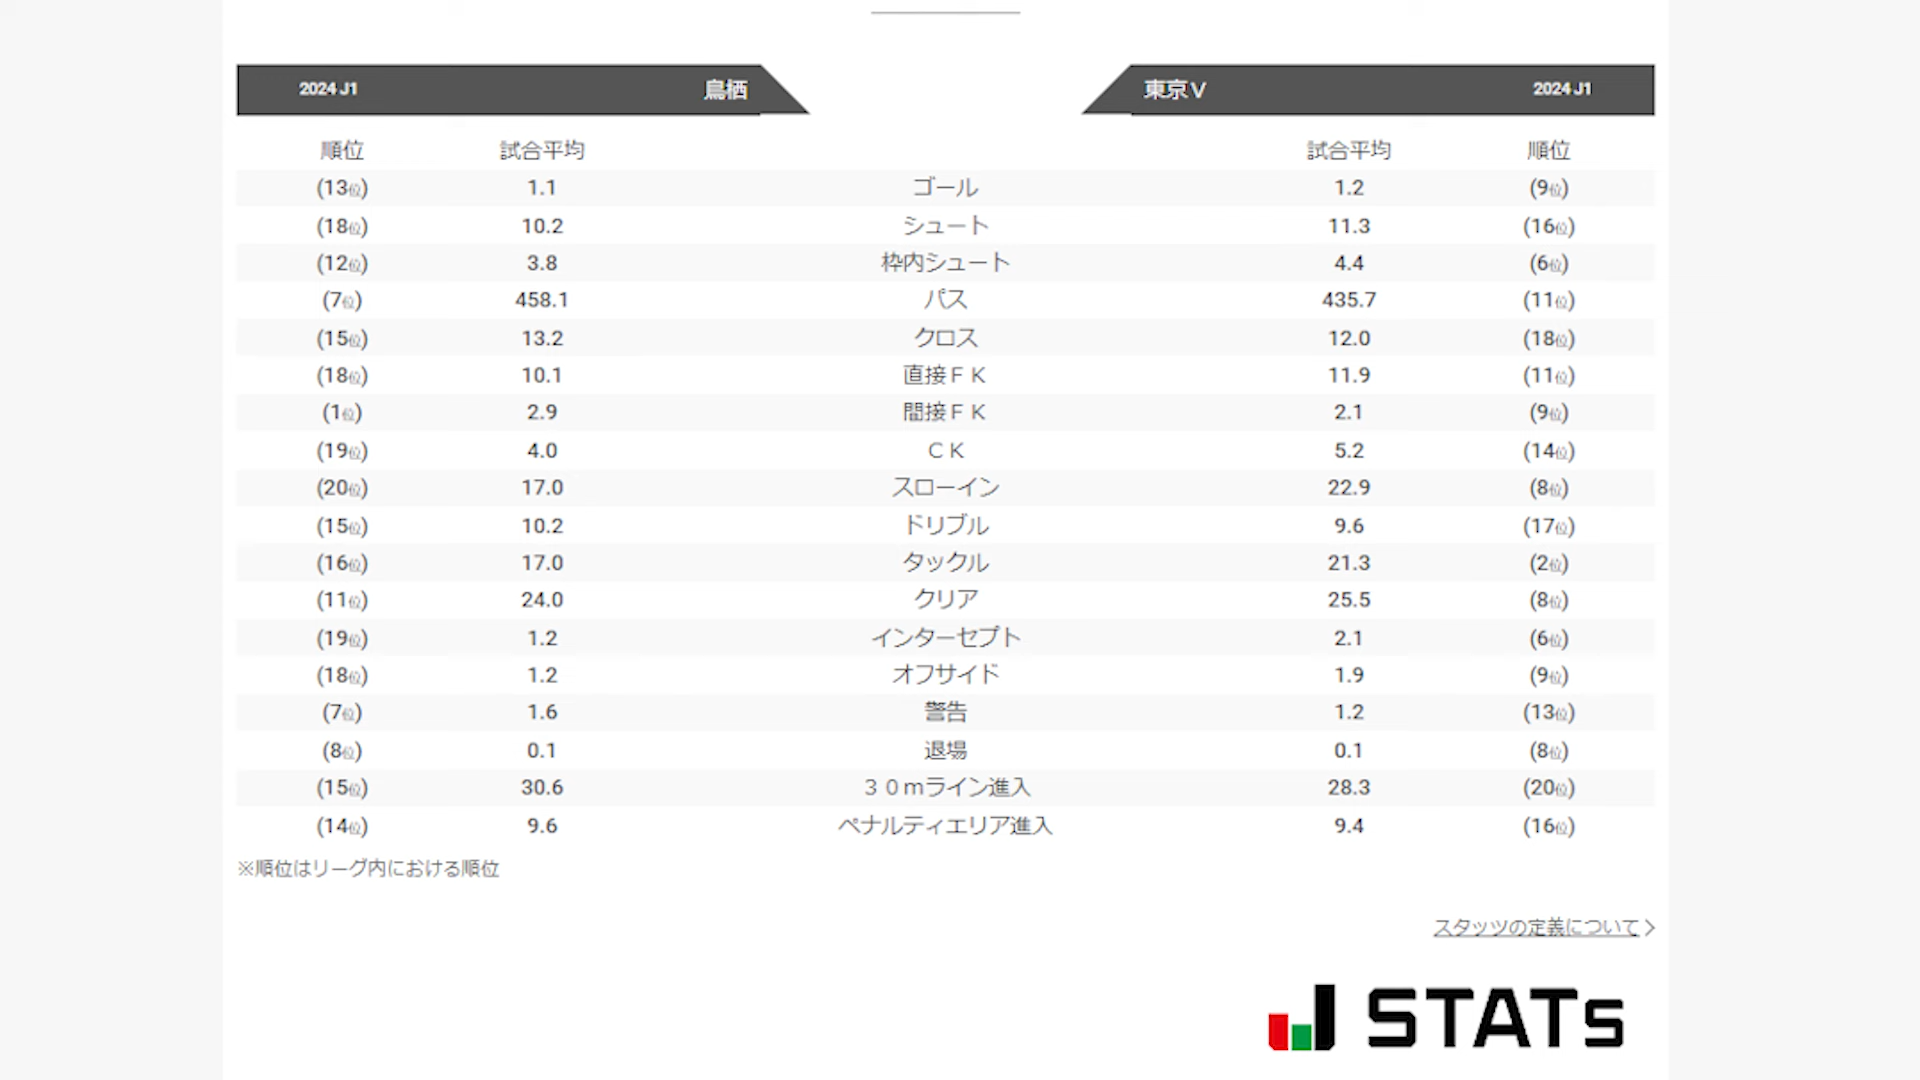 2024 J1 鳥栖 東京V 2024 J1
順位 試合平均 試合平均 順位
(13位) 1.1 ゴール 1.2 (9位)
(18位) 10.2 シュート 11.3 (16位)
(12位) 3.8 枠内シュート 4.4 (6位)
(7位) 458.1 パス 435.7 (11位)
(15位) 13.2 クロス 12.0 (18位)
(18位) 10.1 直接FK 11.9 (11位)
(1位) 2.9 間接FK 2.1 (9位)
(19位) 4.0 CK 5.2 (14位)
(20位) 17.0 スローイン 22.9 (8位)
(15位) 10.2 ドリブル 9.6 (17位)
(16位) 17.0 タックル 21.3 (2位)
(11位) 24.0 クリア 25.5 (8位)
(19位) 1.2 インターセプト 2.1 (6位)
(18位) 1.2 オフサイド 1.9 (9位)
(7位) 1.6 警告 1.2 (13位)
(8位) 0.1 退場 0.1 (8位)
(15位) 30.6 30mライン進入 28.3 (20位)
(14位) 9.6 ペナルティエリア進入 9.4 (16位)
※順位はリーグ内における順位
スタッツの定義について
J STATS